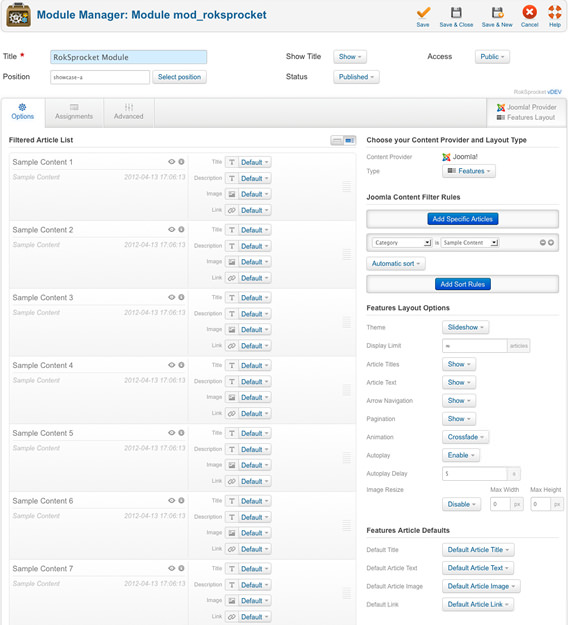 Module Manager: Module mod_roksprocket
Save
Save & Close
Save & New
Cancel
Help
Title * RokSprocket Module
Show Title Show
Access Public
Position showcase-a Select position
Status Published
RokSprocket vDEV
Options
Assignments
Advanced
Joomla! Provider
Features Layout
Filtered Article List
Sample Content 1
Title T Default
Sample Content 2012-04-13 17:06:13
Description T Default
Image Default
Link Default
Sample Content 2
Title T Default
Sample Content 2012-04-13 17:06:13
Description T Default
Image Default
Link Default
Sample Content 3
Title T Default
Sample Content 2012-04-13 17:06:13
Description T Default
Image Default
Link Default
Sample Content 4
Title T Default
Sample Content 2012-04-13 17:06:13
Description T Default
Image Default
Link Default
Sample Content 5
Title T Default
Sample Content 2012-04-13 17:06:13
Description T Default
Image Default
Link Default
Sample Content 6
Title T Default
Sample Content 2012-04-13 17:06:13
Description T Default
Image Default
Link Default
Sample Content 7
Title T Default
Sample Content 2012-04-13 17:06:13
Description T Default
Image Default
Link Default
Choose your Content Provider and Layout Type
Content Provider Joomla!
Type Features
Joomla Content Filter Rules
Add Specific Articles
Category is Sample Content
Automatic sort
Add Sort Rules
Features Layout Options
Theme Slideshow
Display Limit ∞ articles
Article Titles Show
Article Text Show
Arrow Navigation Show
Pagination Show
Animation Crossfade
Autoplay Enable
Autoplay Delay 5 s
Image Resize Max Width Max Height
Disable 0 px 0 px
Features Article Defaults
Default Title Default Article Title
Default Article Text Default Article Text
Default Article Image Default Article Image
Default Link Default Article Link